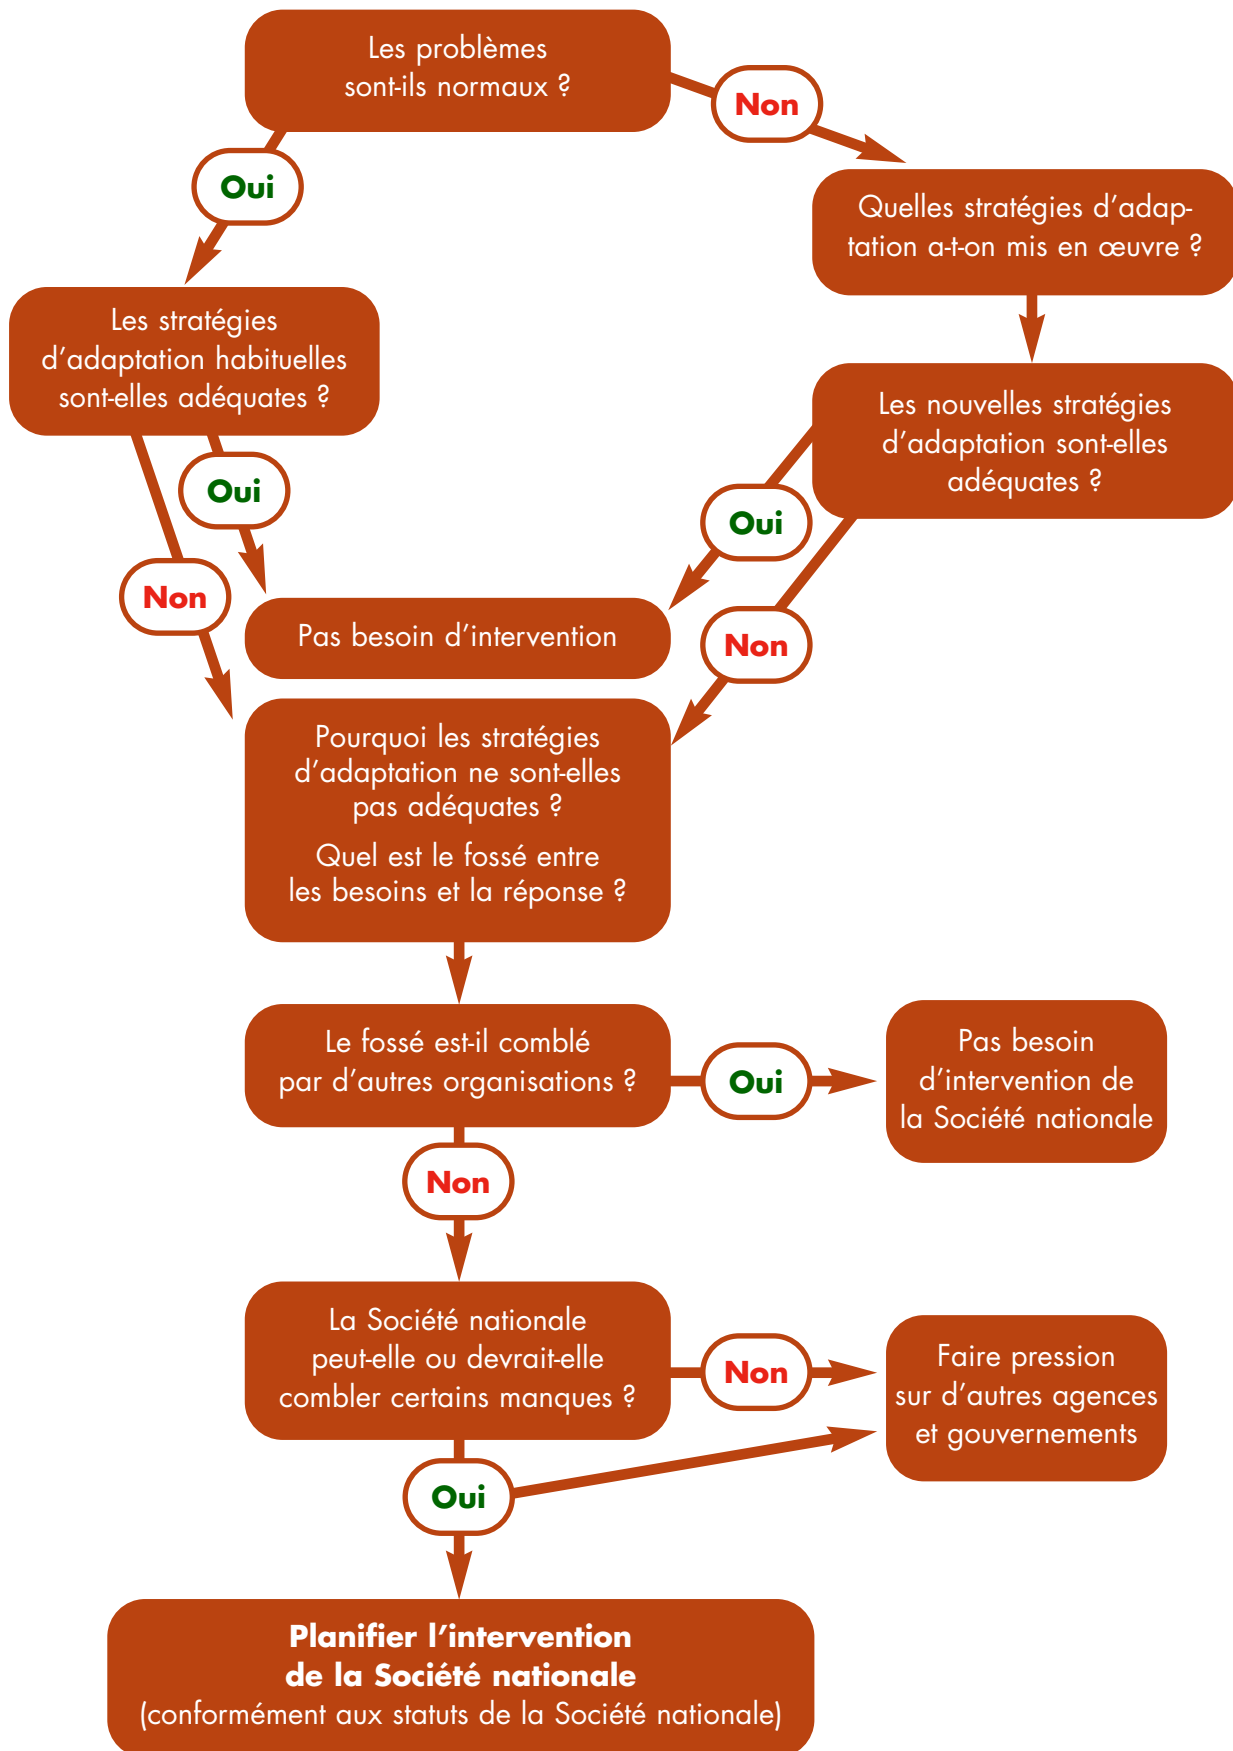 Les problèmes
sont-ils normaux ?
Non
Oui
Quelles stratégies d’adap-
tation a-t-on mis en œuvre ?
Les stratégies
d’adaptation habituelles
sont-elles adéquates ?
Les nouvelles stratégies
d’adaptation sont-elles
adéquates ?
Oui
Oui
Non
Pas besoin d’intervention
Non
Pourquoi les stratégies
d’adaptation ne sont-elles
pas adéquates ?
Quel est le fossé entre
les besoins et la réponse ?
Le fossé est-il comblé
par d’autres organisations ?
Oui
Pas besoin
d’intervention de
la Société nationale
Non
La Société nationale
peut-elle ou devrait-elle
combler certains manques ?
Non
Faire pression
sur d’autres agences
et gouvernements
Oui
Planifier l’intervention
de la Société nationale
(conformément aux statuts de la Société nationale)